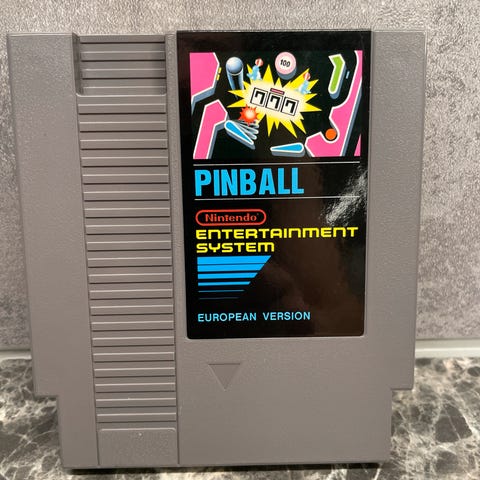 100
777
PINBALL
Nintendo®
ENTERTAINMENT
SYSTEM
EUROPEAN VERSION